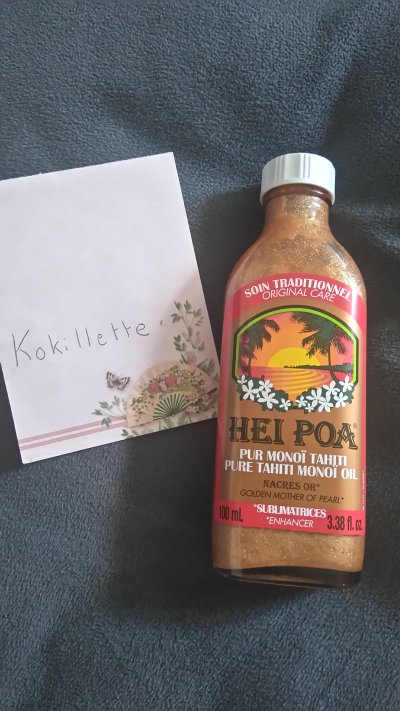 Kokillette.
SOIN TRADITIONNEL
ORIGINAL CARE
HEI POA®
PUR MONOÏ TAHITI
PURE TAHITI MONOÏ OIL
NACRES OR*
GOLDEN MOTHER OF PEARL*
*SUBLIMATRICES
*ENHANCER
100 mL
3.38 fl. oz.